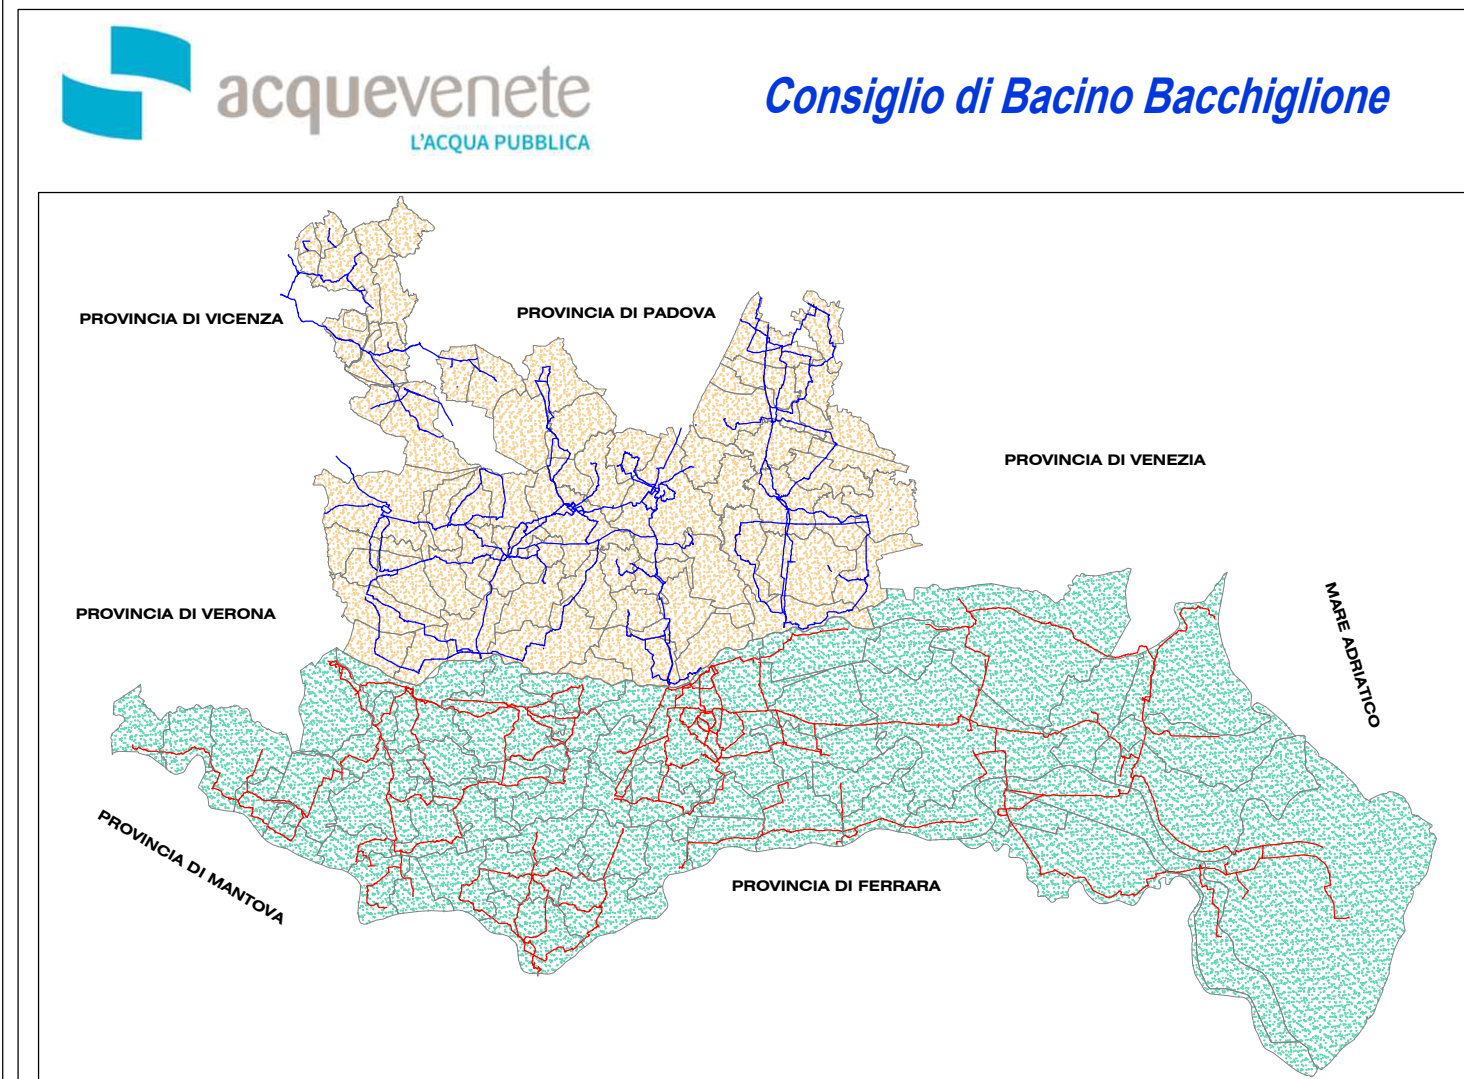 acquevenete
L'ACQUA PUBBLICA
Consiglio di Bacino Bacchiglione
PROVINCIA DI VICENZA
PROVINCIA DI PADOVA
PROVINCIA DI VENEZIA
PROVINCIA DI VERONA
MARE ADRIATICO
PROVINCIA DI MANTOVA
PROVINCIA DI FERRARA